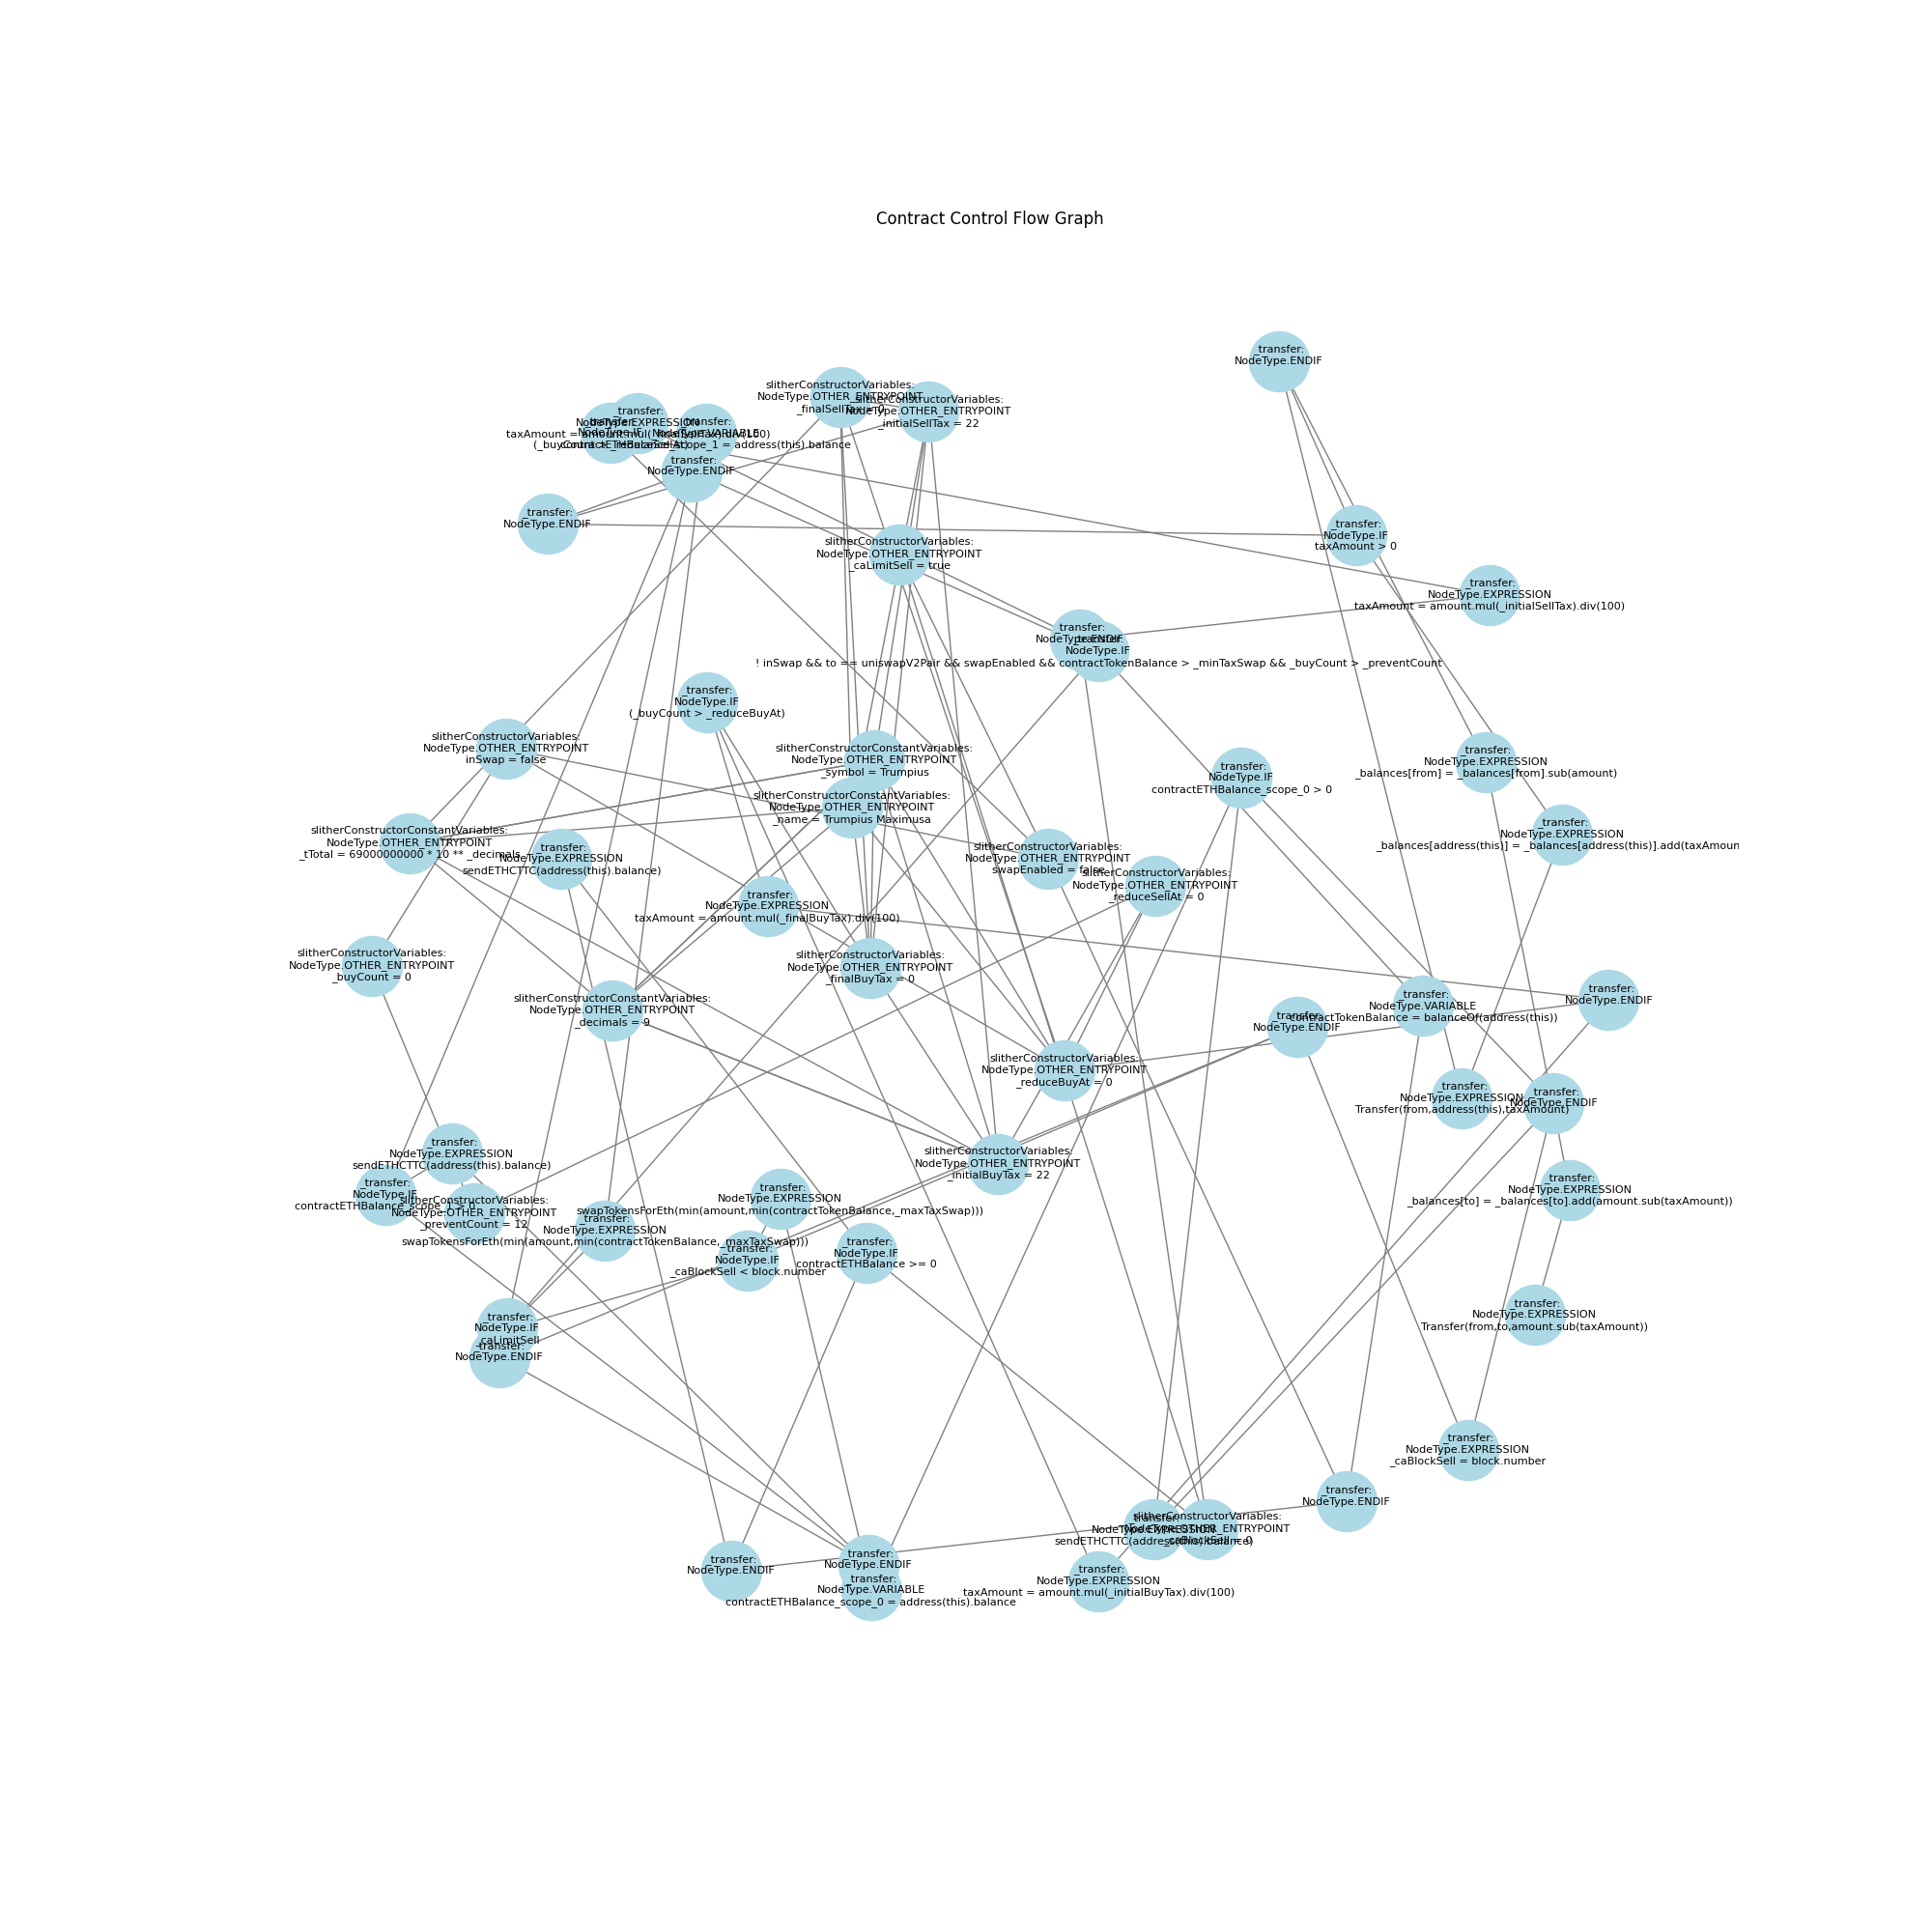 Contract Control Flow Graph
_transfer:
NodeType.ENDIF
slitherConstructorVariables:
NodeType.OTHER_ENTRYPOINT
_finalSellTax = 0
slitherConstructorVariables:
NodeType.OTHER_ENTRYPOINT
_initialSellTax = 22
_transfer:
NodeType.EXPRESSION
taxAmount = amount.mul(_finalSellTax).div(100)
_transfer:
NodeType.IF
(_buyCount > _reduceSellAt)
_transfer:
NodeType.VARIABLE
contractETHBalance_scope_1 = address(this).balance
_transfer:
NodeType.ENDIF
_transfer:
NodeType.ENDIF
_transfer:
NodeType.IF
taxAmount > 0
slitherConstructorVariables:
NodeType.OTHER_ENTRYPOINT
_caLimitSell = true
_transfer:
NodeType.EXPRESSION
taxAmount = amount.mul(_initialSellTax).div(100)
_transfer:
NodeType.ENDIF
_transfer:
NodeType.IF
! inSwap && to == uniswapV2Pair && swapEnabled && contractTokenBalance > _minTaxSwap && _buyCount > _preventCount
_transfer:
NodeType.IF
(_buyCount > _reduceBuyAt)
slitherConstructorVariables:
NodeType.OTHER_ENTRYPOINT
inSwap = false
slitherConstructorConstantVariables:
NodeType.OTHER_ENTRYPOINT
_symbol = Trumpius
_transfer:
NodeType.EXPRESSION
_balances[from] = _balances[from].sub(amount)
_transfer:
NodeType.IF
contractETHBalance_scope_0 > 0
slitherConstructorConstantVariables:
NodeType.OTHER_ENTRYPOINT
_name = Trumpius Maximusa
slitherConstructorConstantVariables:
NodeType.OTHER_ENTRYPOINT
_tTotal = 69000000000 * 10 ** _decimals
_transfer:
NodeType.EXPRESSION
_balances[address(this)] = _balances[address(this)].add(taxAmoun
_transfer:
NodeType.EXPRESSION
sendETHCTTC(address(this).balance)
slitherConstructorVariables:
NodeType.OTHER_ENTRYPOINT
swapEnabled = false
slitherConstructorVariables:
NodeType.OTHER_ENTRYPOINT
_reduceSellAt = 0
_transfer:
NodeType.EXPRESSION
taxAmount = amount.mul(_finalBuyTax).div(100)
slitherConstructorVariables:
NodeType.OTHER_ENTRYPOINT
_buyCount = 0
slitherConstructorVariables:
NodeType.OTHER_ENTRYPOINT
_finalBuyTax = 0
_transfer:
NodeType.ENDIF
_transfer:
NodeType.VARIABLE
contractTokenBalance = balanceOf(address(this))
slitherConstructorConstantVariables:
NodeType.OTHER_ENTRYPOINT
_decimals = 9
_transfer:
NodeType.ENDIF
slitherConstructorVariables:
NodeType.OTHER_ENTRYPOINT
_reduceBuyAt = 0
_transfer:
NodeType.EXPRESSION
Transfer(from,address(this),taxAmount)
_transfer:
NodeType.ENDIF
_transfer:
NodeType.EXPRESSION
sendETHCTTC(address(this).balance)
slitherConstructorVariables:
NodeType.OTHER_ENTRYPOINT
_initialBuyTax = 22
_transfer:
NodeType.IF
contractETHBalance_scope_1 > 0
slitherConstructorVariables:
NodeType.OTHER_ENTRYPOINT
_preventCount = 12
_transfer:
NodeType.EXPRESSION
swapTokensForEth(min(amount,min(contractTokenBalance,_maxTaxSwap)))
_transfer:
NodeType.EXPRESSION
_balances[to] = _balances[to].add(amount.sub(taxAmount))
_transfer:
NodeType.EXPRESSION
swapTokensForEth(min(amount,min(contractTokenBalance,_maxTaxSwap)))
_transfer:
NodeType.IF
_caBlockSell < block.number
_transfer:
NodeType.IF
contractETHBalance >= 0
_transfer:
NodeType.EXPRESSION
Transfer(from,to,amount.sub(taxAmount))
_transfer:
NodeType.IF
_caLimitSell
_transfer:
NodeType.ENDIF
_transfer:
NodeType.EXPRESSION
_caBlockSell = block.number
_transfer:
NodeType.ENDIF
_transfer:
NodeType.EXPRESSION
sendETHCTTC(address(this).balance)
slitherConstructorVariables:
NodeType.OTHER_ENTRYPOINT
_caBlockSell = 0
_transfer:
NodeType.ENDIF
_transfer:
NodeType.ENDIF
_transfer:
NodeType.VARIABLE
contractETHBalance_scope_0 = address(this).balance
_transfer:
NodeType.EXPRESSION
taxAmount = amount.mul(_initialBuyTax).div(100)